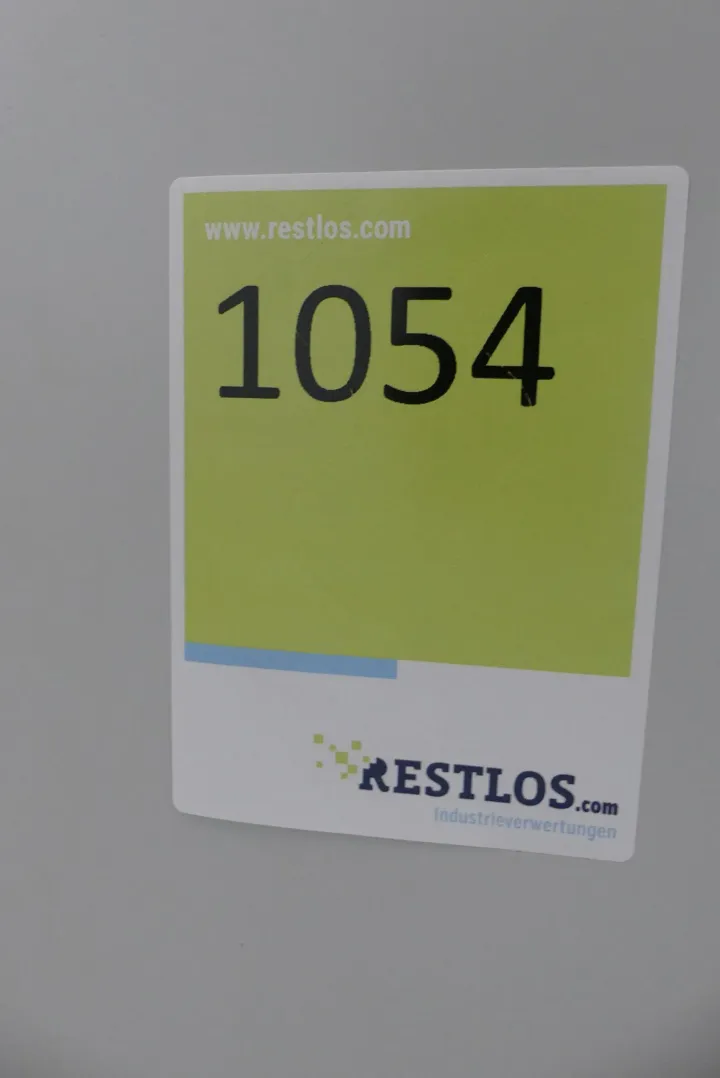 www.restlos.com
1054
RESTLOS.com
Industrieverwertungen